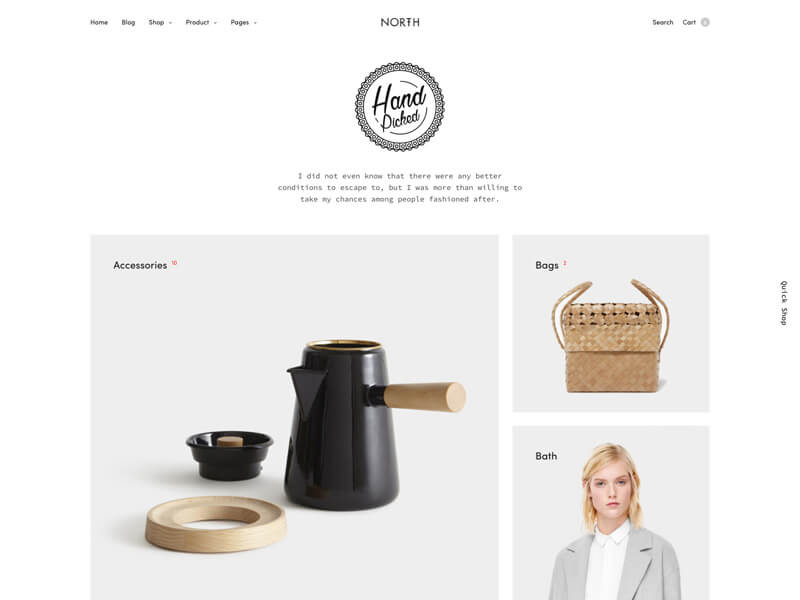 Home Blog Shop Product Pages
NORTH
Search Cart
Hand
Picked
I did not even know that there were any better
conditions to escape to, but I was more than willing to
take my chances among people fashioned after.
Accessories 10
Bags 2
Quick Shop
Bath